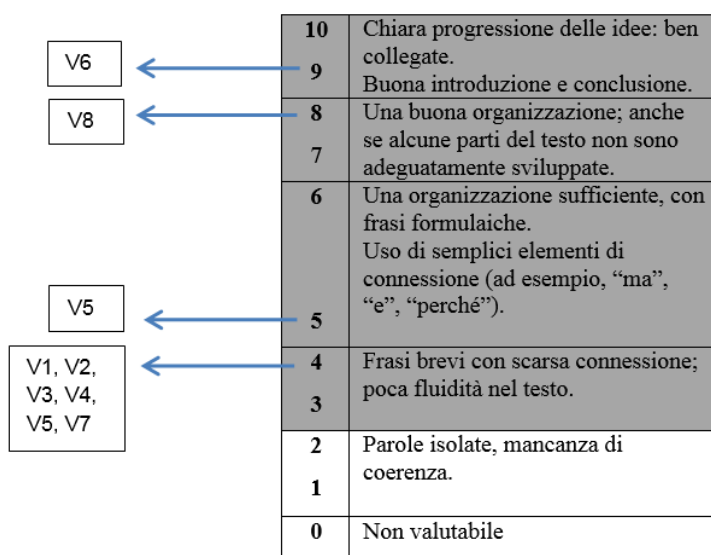 V6
10 Chiara progressione delle idee: ben
collegate.
9
Buona introduzione e conclusione.
V8
8 Una buona organizzazione; anche
se alcune parti del testo non sono
7
adeguatamente sviluppate.
6 Una organizzazione sufficiente, con
frasi formulaiche.
Uso di semplici elementi di
connessione (ad esempio, “ma”,
“e”, “perché”).
V5
5
V1, V2,
V3, V4,
V5, V7
4 Frasi brevi con scarsa connessione;
poca fluidità nel testo.
3
2 Parole isolate, mancanza di
coerenza.
1
0 Non valutabile